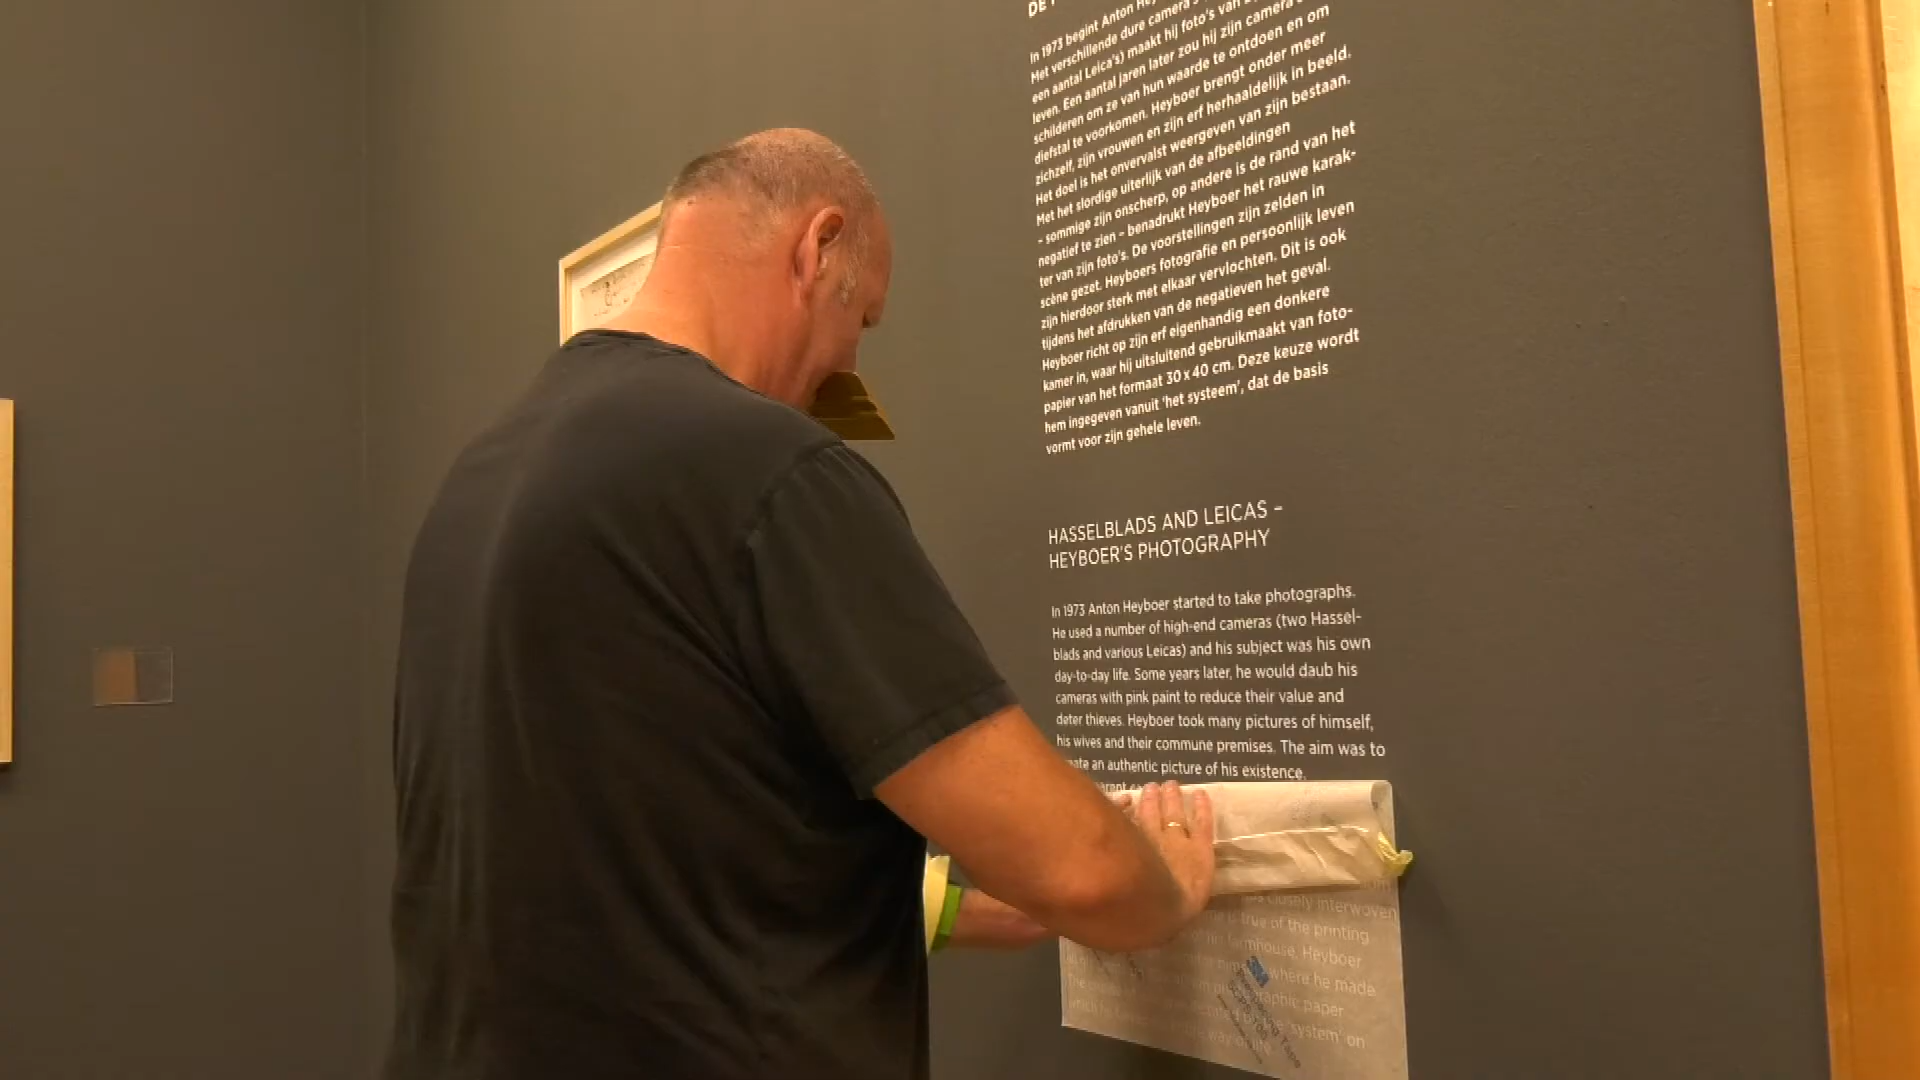 DE
In 1973 begint Anton
Met verschillende dure camera's
een aantal Leica's) maakt hij foto's van
leven. Een aantal jaren later zou hij zijn camera's
schilderen om ze van hun waarde te ontdoen en om
diefstal te voorkomen. Heyboer brengt onder meer
zichzelf, zijn vrouwen en zijn erf herhaaldelijk in beeld.
Het doel is het onvervalst weergeven van zijn bestaan.
Met het slordige uiterlijk van de afbeeldingen
- sommige zijn onscherp, op andere is de rand van het
negatief te zien - benadrukt Heyboer het rauwe karak-
ter van zijn foto's. De voorstellingen zijn zelden in
scène gezet. Heyboers fotografie en persoonlijk leven
zijn hierdoor sterk met elkaar vervlochten. Dit is ook
tijdens het afdrukken van de negatieven het geval.
Heyboer richt op zijn erf eigenhandig een donkere
kamer in, waar hij uitsluitend gebruikmaakt van foto-
papier van het formaat 30 x 40 cm. Deze keuze wordt
hem ingegeven vanuit 'het systeem', dat de basis
vormt voor zijn gehele leven.
HASSELBLADS AND LEICAS –
HEYBOER'S PHOTOGRAPHY
In 1973 Anton Heyboer started to take photographs.
He used a number of high-end cameras (two Hassel-
blads and various Leicas) and his subject was his own
day-to-day life. Some years later, he would daub his
cameras with pink paint to reduce their value and
deter thieves. Heyboer took many pictures of himself,
his wives and their commune premises. The aim was to
an authentic picture of his existence.
closely interwoven
is true of the printing
of his farmhouse. Heyboer
where he made
photographic paper
by the 'system' on
way of life
Tape